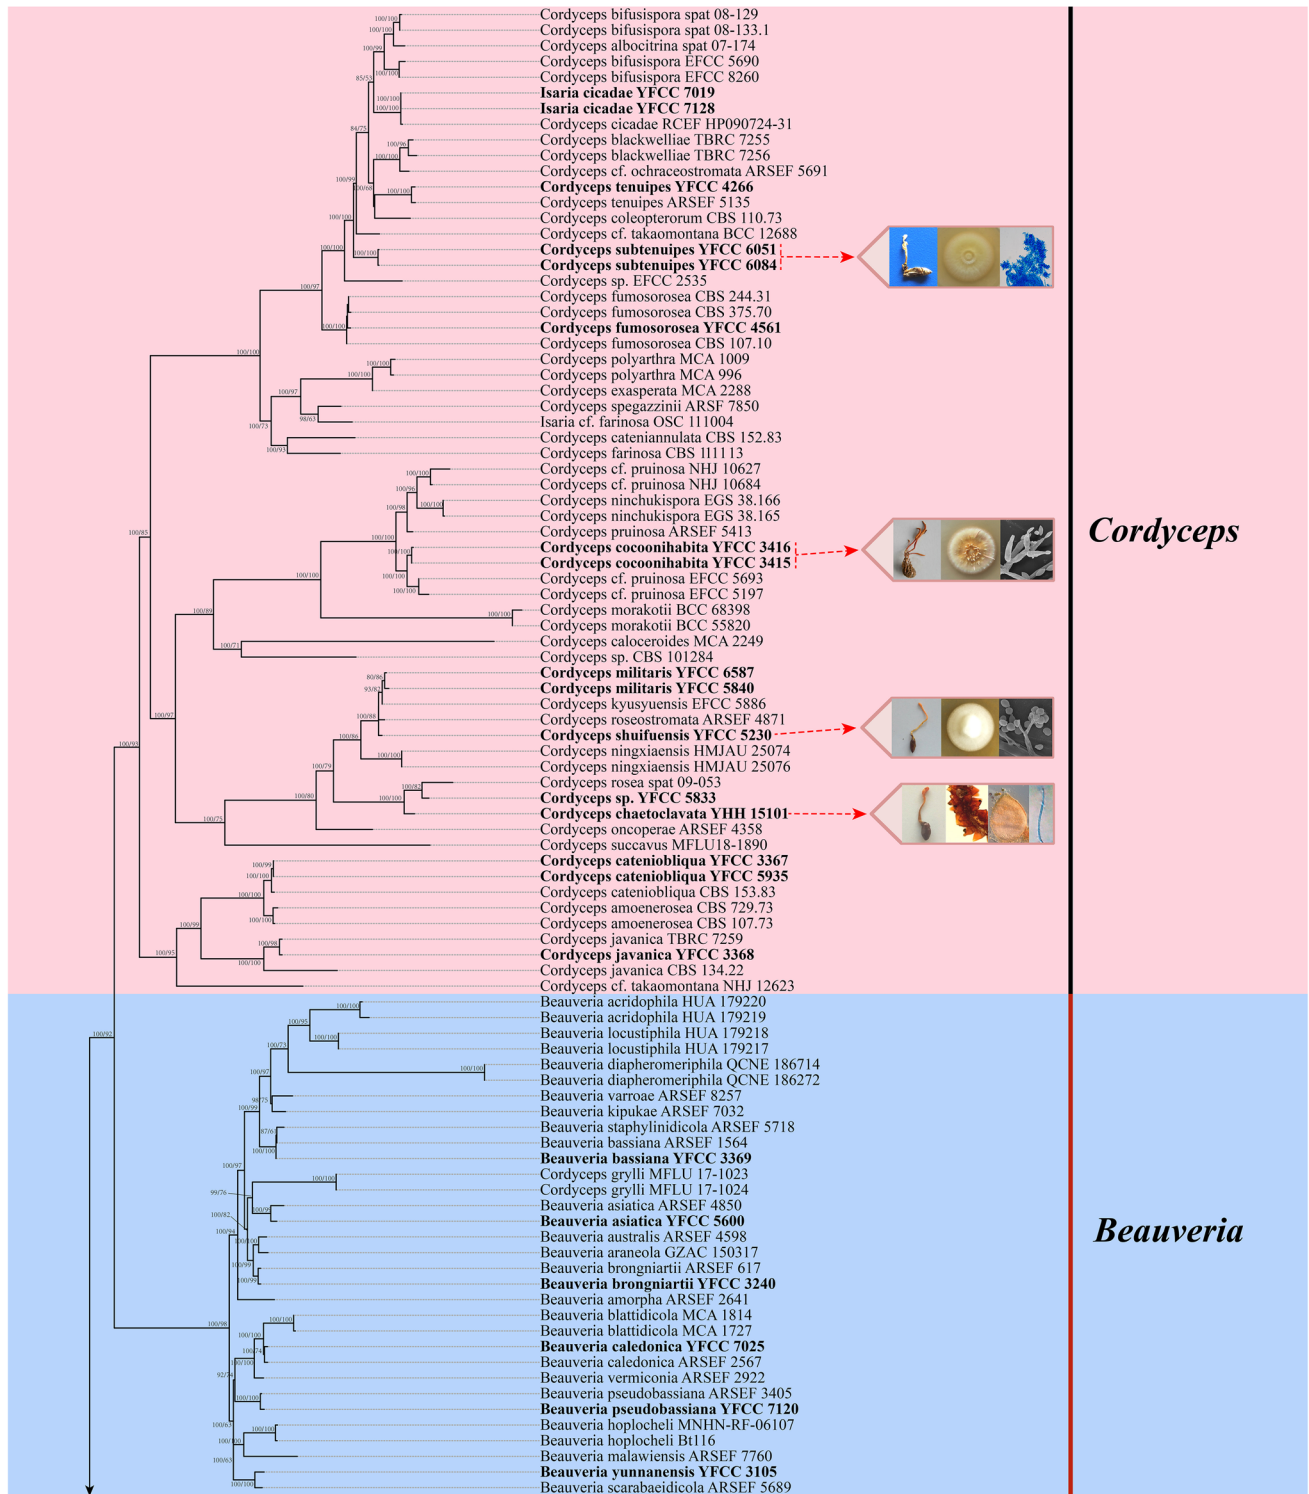 Cordyceps bifusispora spat 08-129
Cordyceps bifusispora spat 08-133.1
Cordyceps albocitrina spat 07-174
Cordyceps bifusispora EFCC 5690
Cordyceps bifusispora EFCC 8260
Isaria cicadae YFCC 7019
Isaria cicadae YFCC 7128
Cordyceps cicadae RCEF HP090724-31
Cordyceps blackwelliae TBRC 7255
Cordyceps blackwelliae TBRC 7256
Cordyceps cf. ochraceostromata ARSEF 5691
Cordyceps tenuipes YFCC 4266
Cordyceps tenuipes ARSEF 5135
Cordyceps coleopterorum CBS 110.73
Cordyceps cf. takaomontana BCC 12688
Cordyceps subtenuipes YFCC 6051
Cordyceps subtenuipes YFCC 6084
Cordyceps sp. EFCC 2535
Cordyceps fumosorosea CBS 244.31
Cordyceps fumosorosea CBS 375.70
Cordyceps fumosorosea YFCC 4561
Cordyceps fumosorosea CBS 107.10
Cordyceps polyarthra MCA 1009
Cordyceps polyarthra MCA 996
Cordyceps exasperata MCA 2288
Cordyceps spegazzinii ARSF 7850
Isaria cf. farinosa OSC 111004
Cordyceps cateniannulata CBS 152.83
Cordyceps farinosa CBS 111113
Cordyceps cf. pruinosa NHJ 10627
Cordyceps cf. pruinosa NHJ 10684
Cordyceps ninchukispora EGS 38.166
Cordyceps ninchukispora EGS 38.165
Cordyceps pruinosa ARSEF 5413
Cordyceps cocoonihabita YFCC 3416
Cordyceps cocoonihabita YFCC 3415
Cordyceps cf. pruinosa EFCC 5693
Cordyceps cf. pruinosa EFCC 5197
Cordyceps morakotii BCC 68398
Cordyceps morakotii BCC 55820
Cordyceps caloceroides MCA 2249
Cordyceps sp. CBS 101284
Cordyceps militaris YFCC 6587
Cordyceps militaris YFCC 5840
Cordyceps kyusyuensis EFCC 5886
Cordyceps roseostromata ARSEF 4871
Cordyceps shuifuensis YFCC 5230
Cordyceps ningxiaensis HMJAU 25074
Cordyceps ningxiaensis HMJAU 25076
Cordyceps rosea spat 09-053
Cordyceps sp. YFCC 5833
Cordyceps chaetoclavata YHH 15101
Cordyceps oncoperae ARSEF 4358
Cordyceps succavus MFLU18-1890
Cordyceps cateniobliqua YFCC 3367
Cordyceps cateniobliqua YFCC 5935
Cordyceps cateniobliqua CBS 153.83
Cordyceps amoenerosea CBS 729.73
Cordyceps amoenerosea CBS 107.73
Cordyceps javanica TBRC 7259
Cordyceps javanica YFCC 3368
Cordyceps javanica CBS 134.22
Cordyceps cf. takaomontana NHJ 12623
Cordyceps
Beauveria acridophila HUA 179220
Beauveria acridophila HUA 179219
Beauveria locustiphila HUA 179218
Beauveria locustiphila HUA 179217
Beauveria diapheromeriphila QCNE 186714
Beauveria diapheromeriphila QCNE 186272
Beauveria varroae ARSEF 8257
Beauveria kipukae ARSEF 7032
Beauveria staphylinidicola ARSEF 5718
Beauveria bassiana ARSEF 1564
Beauveria bassiana YFCC 3369
Cordyceps grylli MFLU 17-1023
Cordyceps grylli MFLU 17-1024
Beauveria asiatica ARSEF 4850
Beauveria asiatica YFCC 5600
Beauveria australis ARSEF 4598
Beauveria araneola GZAC 150317
Beauveria brongniartii ARSEF 617
Beauveria brongniartii YFCC 3240
Beauveria amorpha ARSEF 2641
Beauveria blattidicola MCA 1814
Beauveria blattidicola MCA 1727
Beauveria caledonica YFCC 7025
Beauveria caledonica ARSEF 2567
Beauveria vermiconia ARSEF 2922
Beauveria pseudobassiana ARSEF 3405
Beauveria pseudobassiana YFCC 7120
Beauveria hoplocheli MNHN-RF-06107
Beauveria hoplocheli Bt116
Beauveria malawiensis ARSEF 7760
Beauveria yunnanensis YFCC 3105
Beauveria scarabaeidicola ARSEF 5689
Beauveria